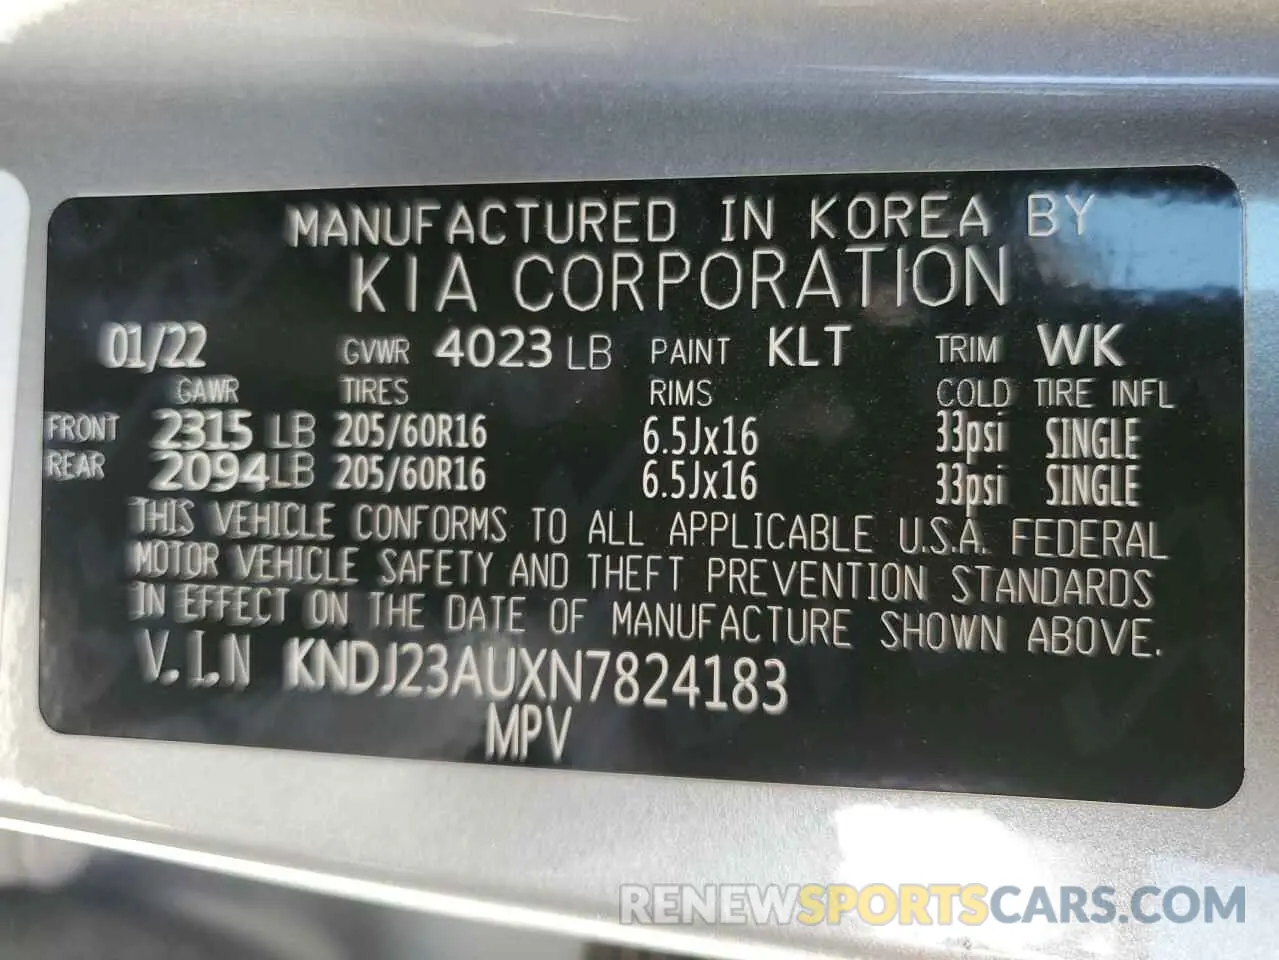 MANUFACTURED IN KOREA BY
KIA CORPORATION
01/22 GVWR 4023 LB PAINT KLT TRIM WK
GAWR TIRES RIMS COLD TIRE INFL
FRONT 2315 LB 205/60R16 6.5Jx16 33psi SINGLE
REAR 2094 LB 205/60R16 6.5Jx16 33psi SINGLE
THIS VEHICLE CONFORMS TO ALL APPLICABLE U.S.A. FEDERAL
MOTOR VEHICLE SAFETY AND THEFT PREVENTION STANDARDS
IN EFFECT ON THE DATE OF MANUFACTURE SHOWN ABOVE.
V.I.N KNDJ23AUXN7824183
MPV
RENEWSPORTSCARS.COM